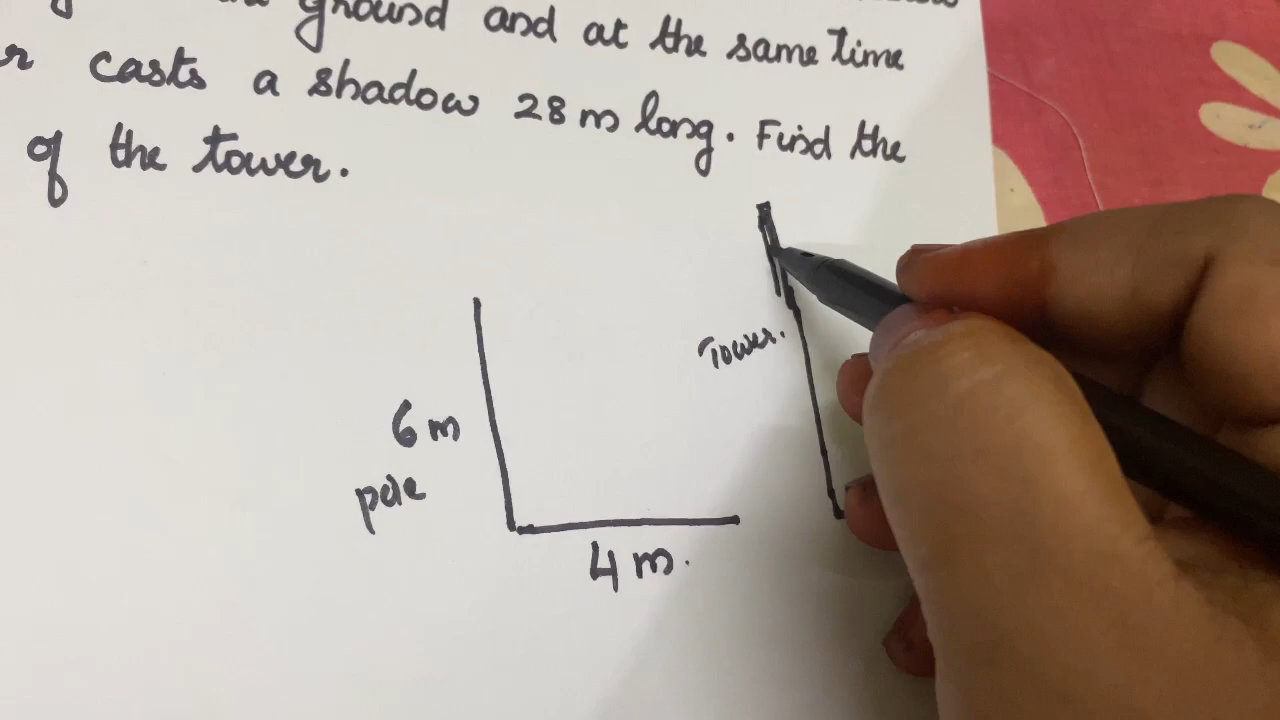 ground and at the same time
r casts a shadow 28 m long. Find the
of the tower.
Tower.
6 m
pole
4 m.